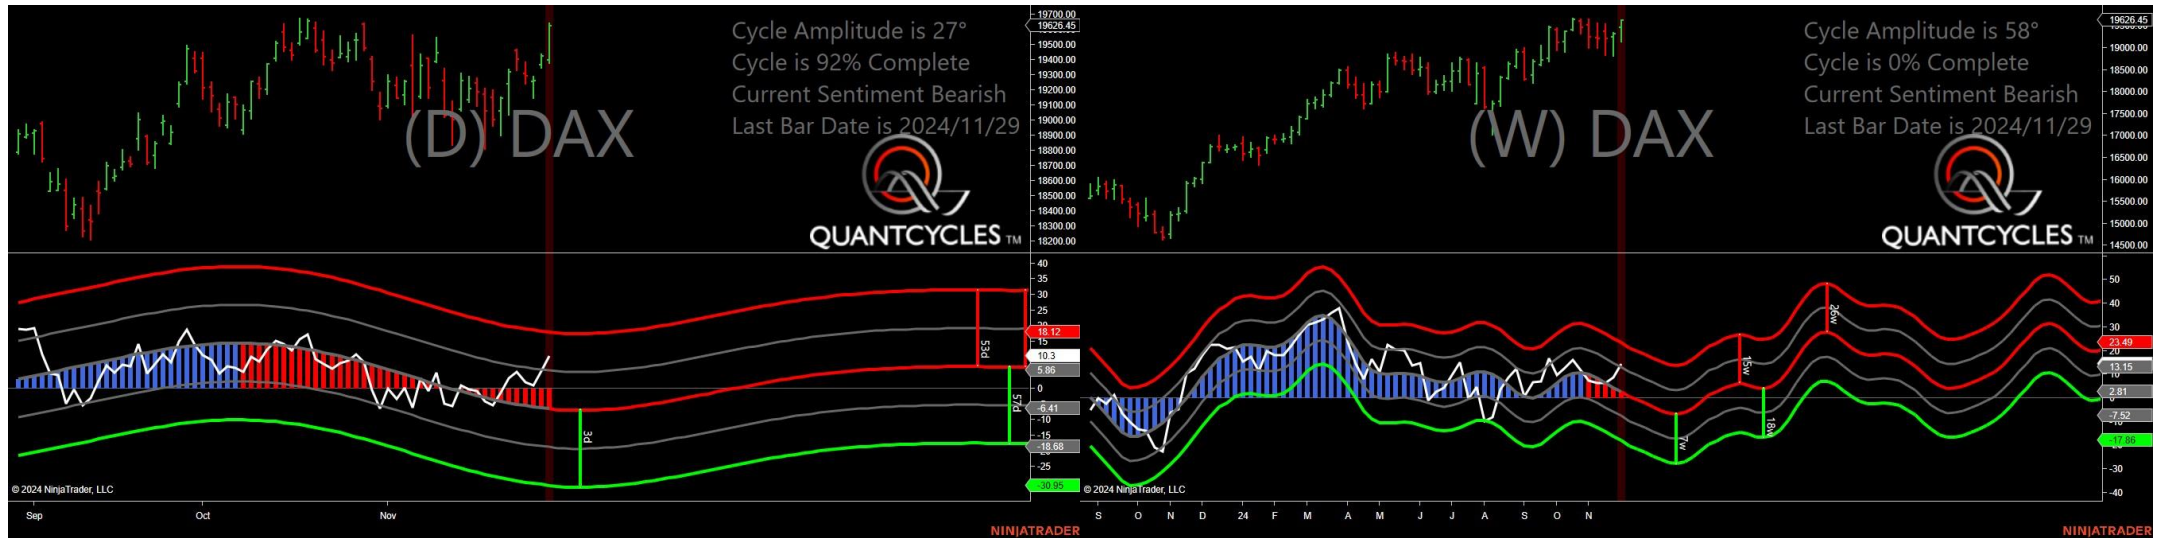 Cycle Amplitude is 27°
Cycle is 92% Complete
Current Sentiment Bearish
Last Bar Date is 2024/11/29
(D) DAX
QUANTCYCLES TM
19700.00
19626.45
19500.00
19400.00
19300.00
19200.00
19100.00
19000.00
18900.00
18800.00
18700.00
18600.00
18500.00
18400.00
18300.00
18200.00
40
35
30
25
18.12
15
10.3
5.86
0
-6.41
-10
-15
-18.68
-25
-30.95
3d
53d
57d
© 2024 NinjaTrader, LLC
Sep Oct Nov
NINJATRADER
Cycle Amplitude is 58°
Cycle is 0% Complete
Current Sentiment Bearish
Last Bar Date is 2024/11/29
(W) DAX
QUANTCYCLES TM
19626.45
19000.00
18500.00
18000.00
17500.00
17000.00
16500.00
16000.00
15500.00
15000.00
14500.00
50
40
30
23.49
20
13.15
2.81
-7.52
-17.86
-30
-40
7w
15w
18w
26w
© 2024 NinjaTrader, LLC
S O N D 24 F M A M J J A S O N
NINJATRADER